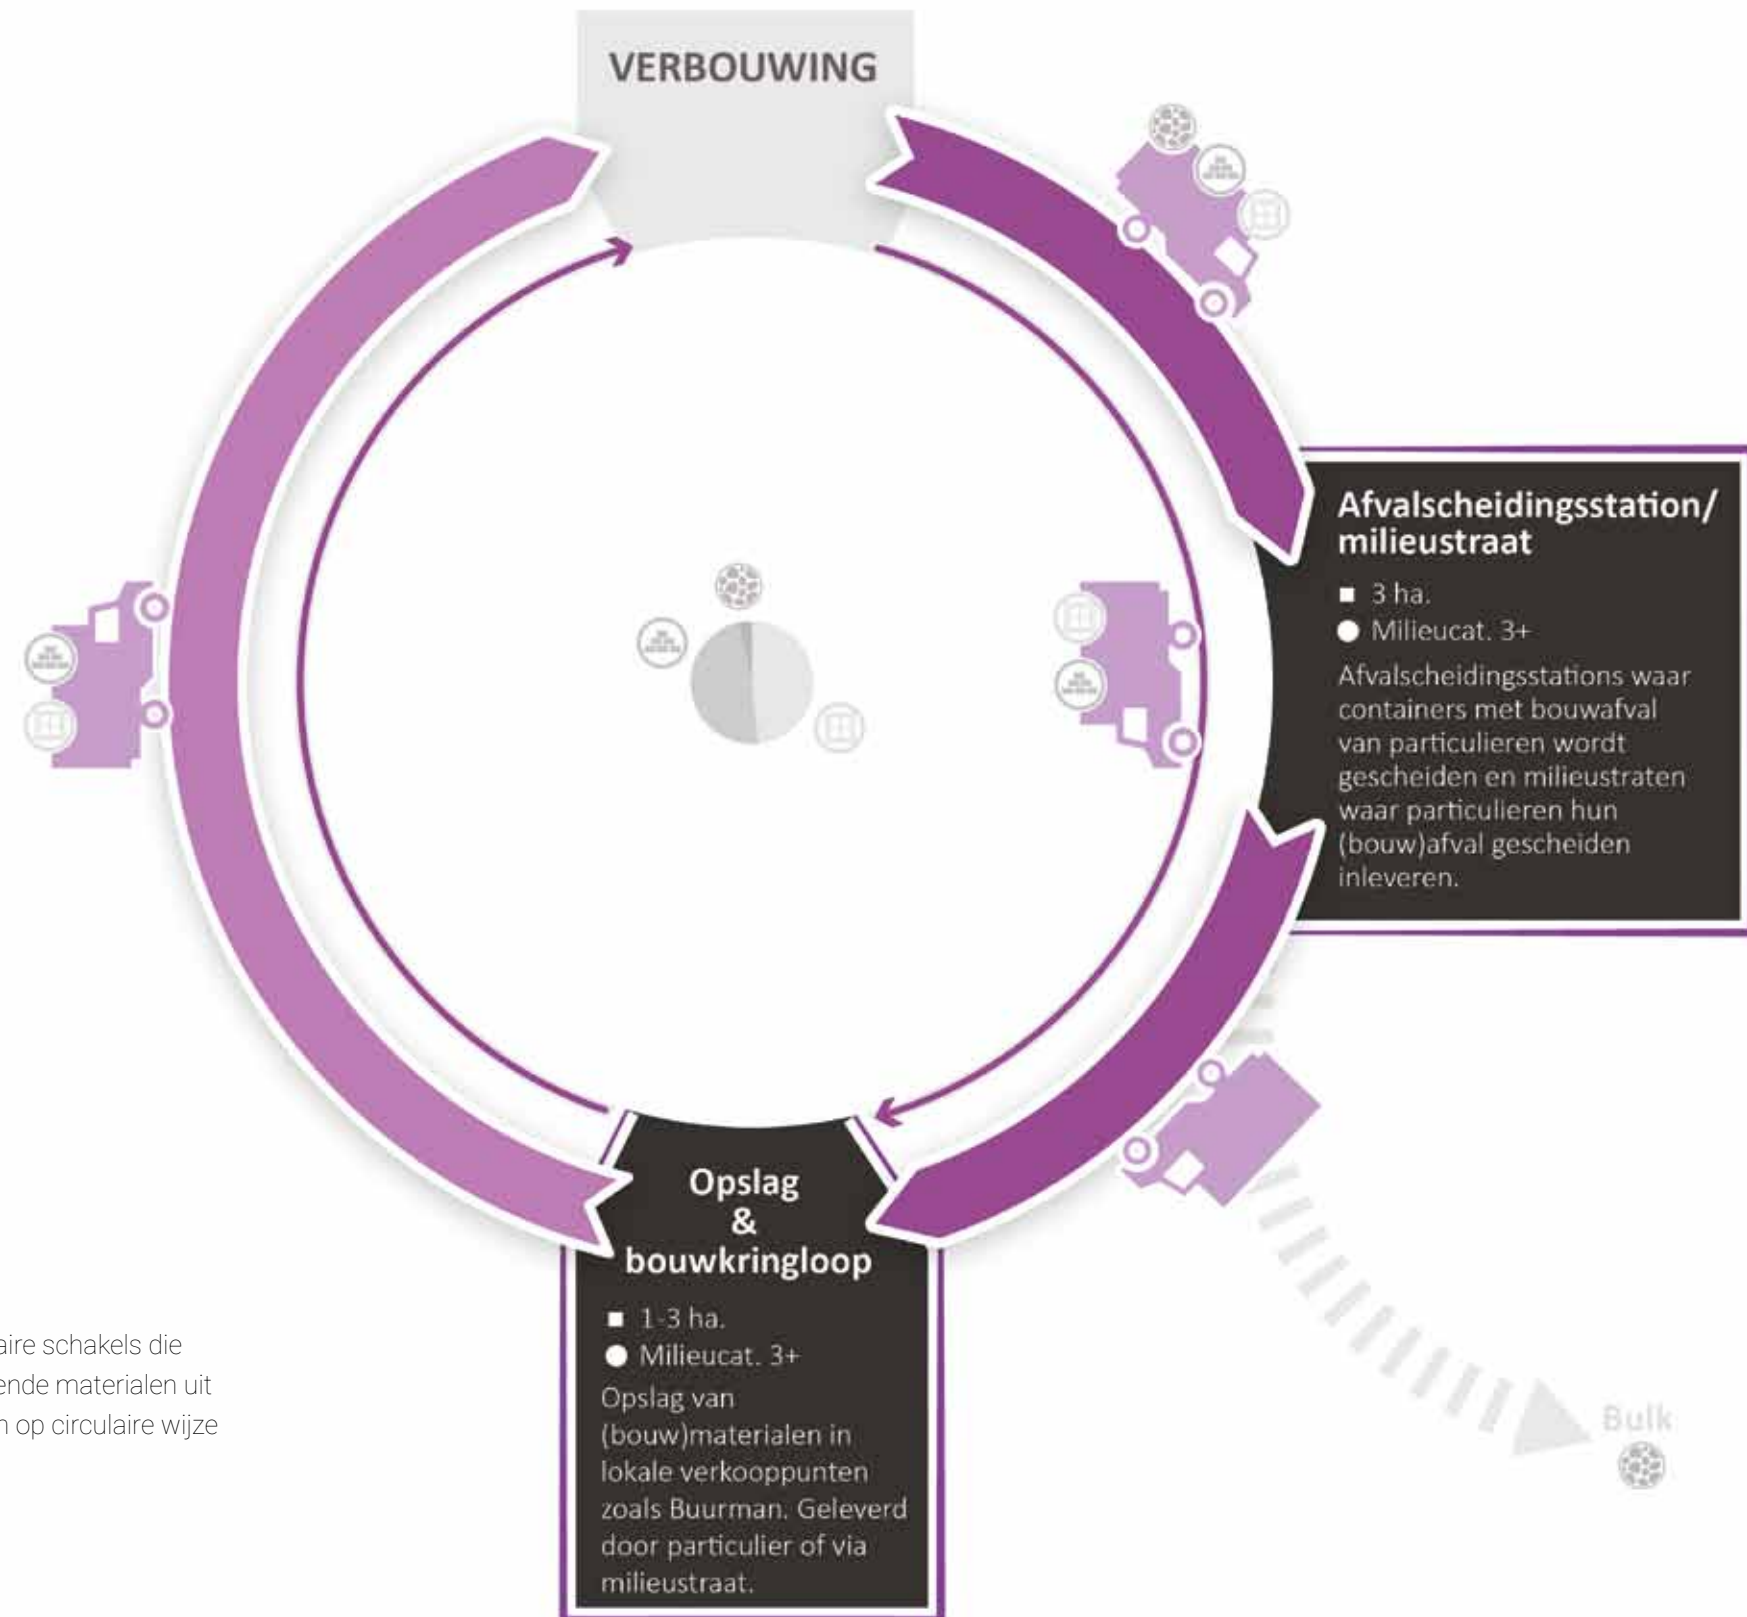 VERBOUWING
Afvalscheidingsstation/
milieustraat
3 ha.
Milieucat. 3+
Afvalscheidingsstations waar
containers met bouwafval
van particulieren wordt
gescheiden en milieustraten
waar particulieren hun
(bouw)afval gescheiden
inleveren.
Opslag
&
bouwkringloop
1-3 ha.
Milieucat. 3+
Opslag van
(bouw)materialen in
lokale verkooppunten
zoals Buurman. Geleverd
door particulier of via
milieustraat.
Bulk
aire schakels die
ende materialen uit
n op circulaire wijze